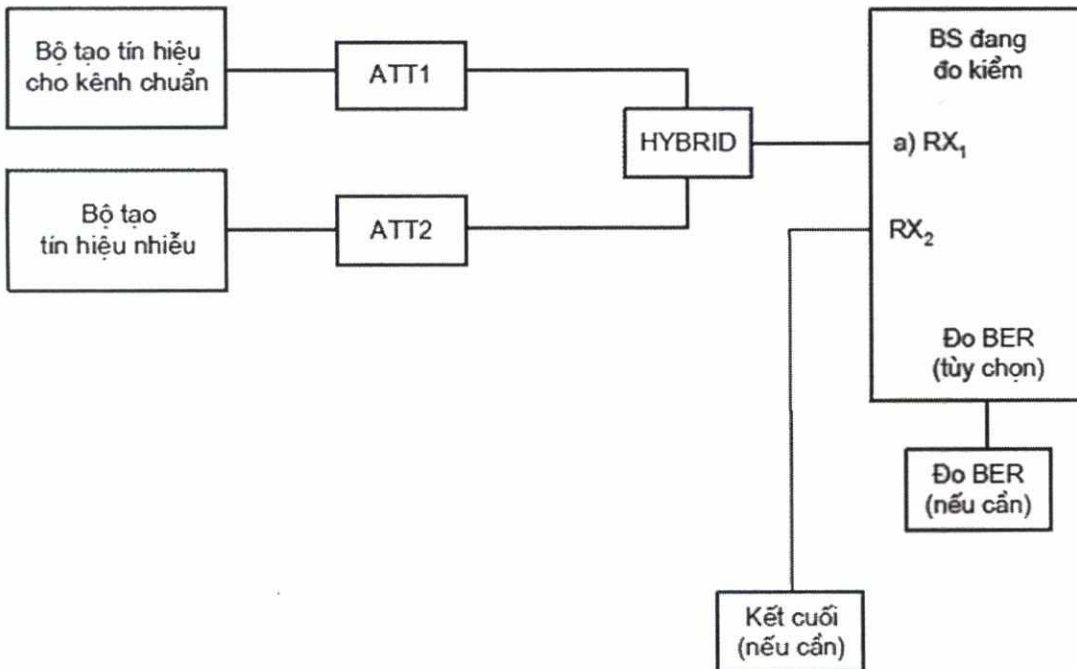 Bộ tạo tín hiệu
cho kênh chuẩn
ATT1
HYBRID
Bộ tạo
tín hiệu nhiễu
ATT2
BS đang
đo kiểm
a) RX₁
RX₂
Đo BER
(tùy chọn)
Đo BER
(nếu cần)
Kết cuối
(nếu cần)